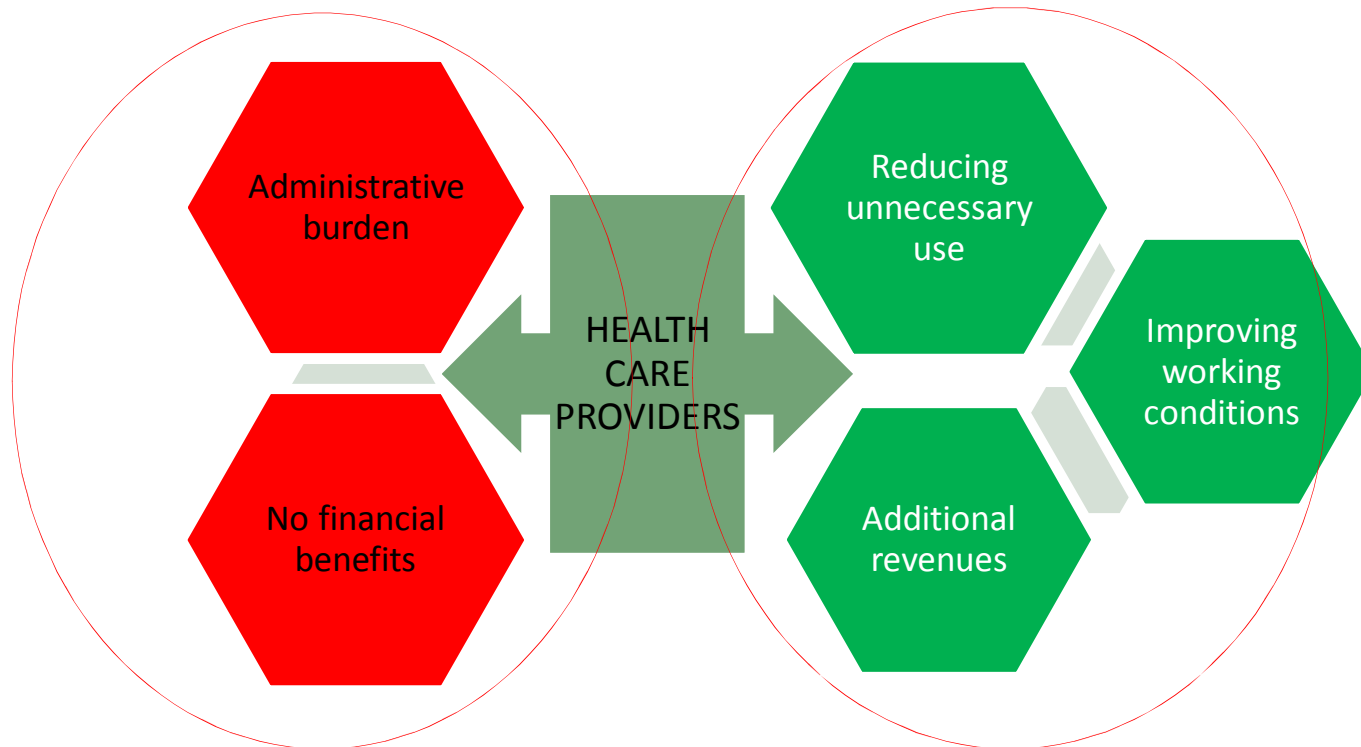 Administrative
burden
No financial
benefits
HEALTH
CARE
PROVIDERS
Reducing
unnecessary
use
Improving
working
conditions
Additional
revenues